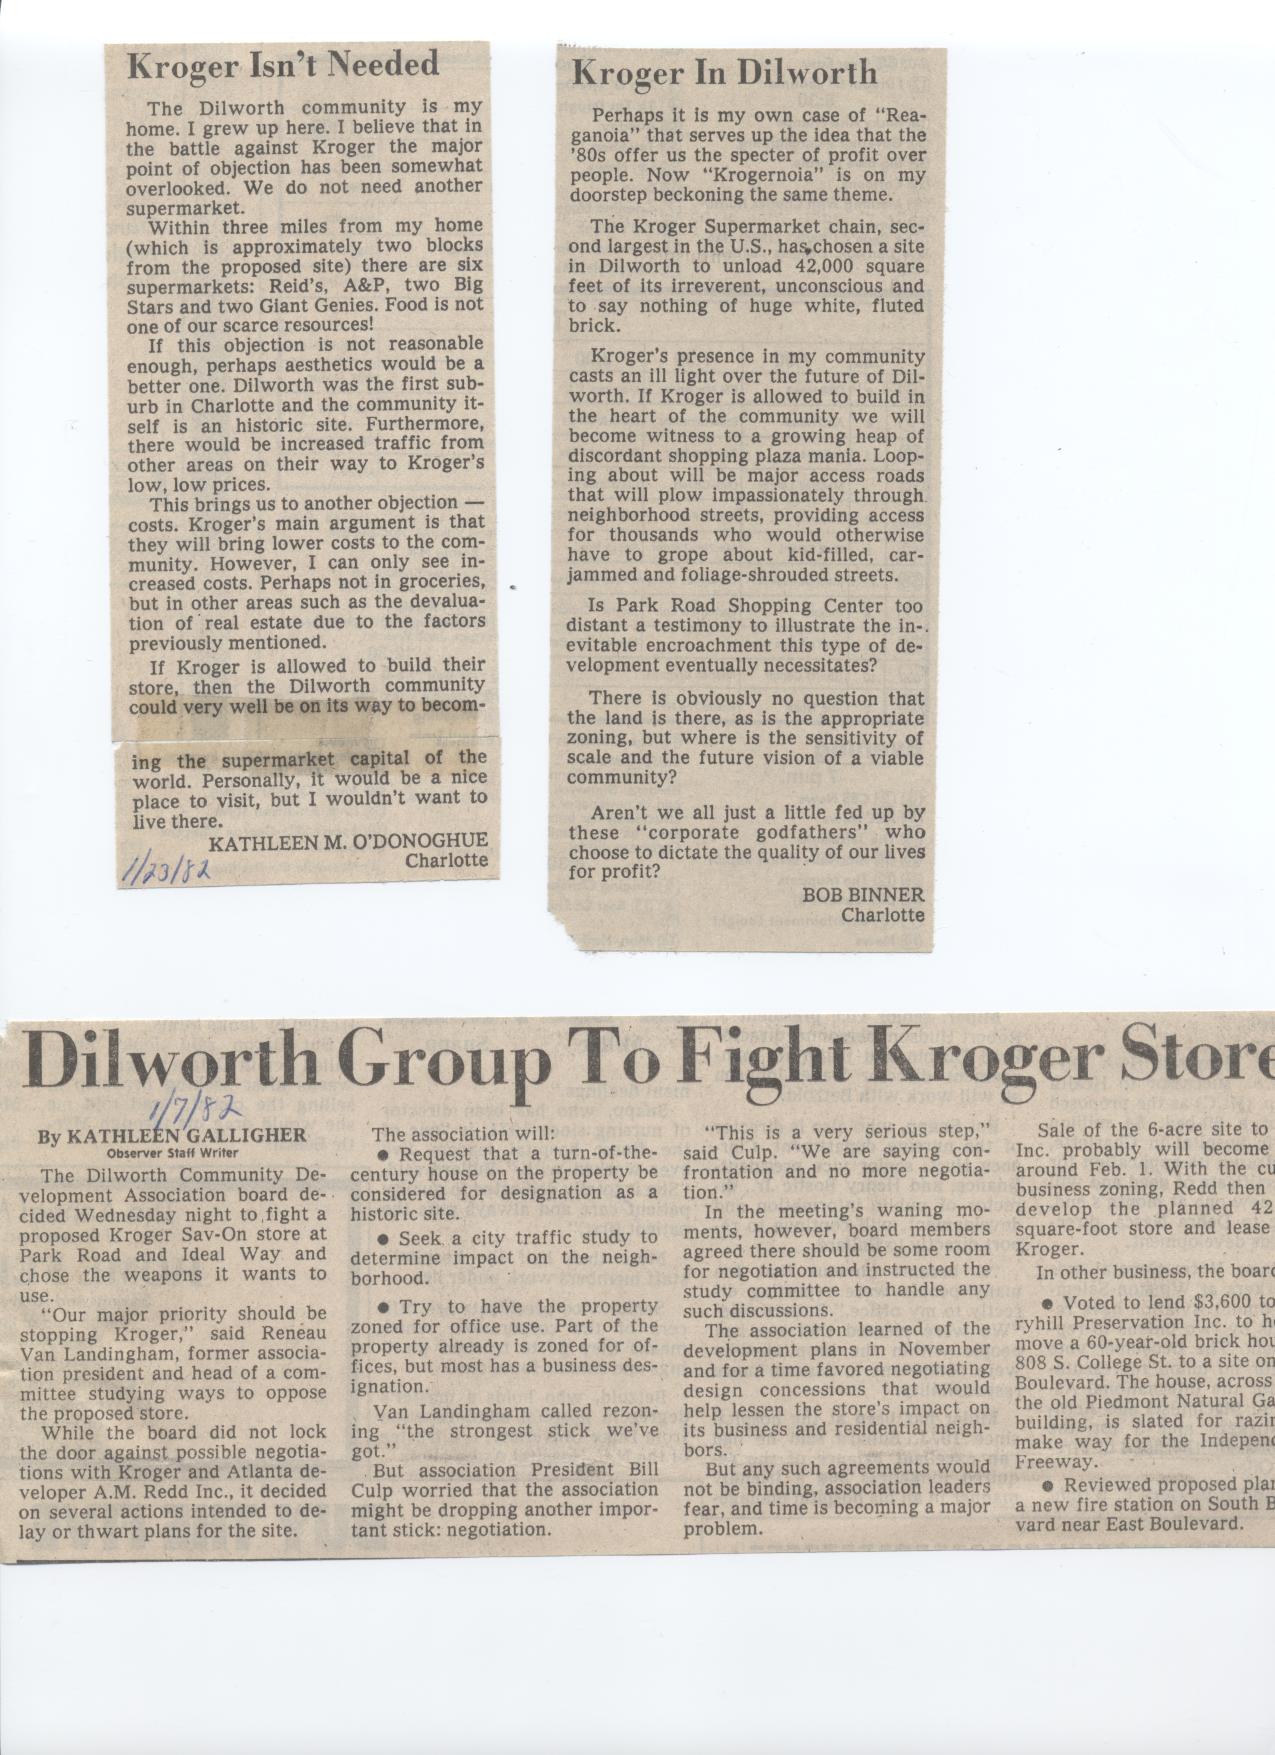 Kroger Isn't Needed
The Dilworth community is my
home. I grew up here. I believe that in
the battle against Kroger the major
point of objection has been somewhat
overlooked. We do not need another
supermarket.
Within three miles from my home
(which is approximately two blocks
from the proposed site) there are six
supermarkets: Reid's, A&P, two Big
Stars and two Giant Genies. Food is not
one of our scarce resources!
If this objection is not reasonable
enough, perhaps aesthetics would be a
better one. Dilworth was the first sub-
urb in Charlotte and the community it-
self is an historic site. Furthermore,
there would be increased traffic from
other areas on their way to Kroger's
low, low prices.
This brings us to another objection —
costs. Kroger's main argument is that
they will bring lower costs to the com-
munity. However, I can only see in-
creased costs. Perhaps not in groceries,
but in other areas such as the devalua-
tion of real estate due to the factors
previously mentioned.
If Kroger is allowed to build their
store, then the Dilworth community
could very well be on its way to becom-
ing the supermarket capital of the
world. Personally, it would be a nice
place to visit, but I wouldn't want to
live there.
KATHLEEN M. O'DONOGHUE
Charlotte
1/23/82
Kroger In Dilworth
Perhaps it is my own case of "Rea-
ganoia" that serves up the idea that the
'80s offer us the specter of profit over
people. Now "Krogernoia" is on my
doorstep beckoning the same theme.
The Kroger Supermarket chain, sec-
ond largest in the U.S., has chosen a site
in Dilworth to unload 42,000 square
feet of its irreverent, unconscious and
to say nothing of huge white, fluted
brick.
Kroger's presence in my community
casts an ill light over the future of Dil-
worth. If Kroger is allowed to build in
the heart of the community we will
become witness to a growing heap of
discordant shopping plaza mania. Loop-
ing about will be major access roads
that will plow impassionately through
neighborhood streets, providing access
for thousands who would otherwise
have to grope about kid-filled, car-
jammed and foliage-shrouded streets.
Is Park Road Shopping Center too
distant a testimony to illustrate the in-
evitable encroachment this type of de-
velopment eventually necessitates?
There is obviously no question that
the land is there, as is the appropriate
zoning, but where is the sensitivity of
scale and the future vision of a viable
community?
Aren't we all just a little fed up by
these "corporate godfathers" who
choose to dictate the quality of our lives
for profit?
BOB BINNER
Charlotte
Dilworth Group To Fight Kroger Store
1/7/82
By KATHLEEN GALLIGHER
Observer Staff Writer
The Dilworth Community De-
velopment Association board de-
cided Wednesday night to fight a
proposed Kroger Sav-On store at
Park Road and Ideal Way and
chose the weapons it wants to
use.
"Our major priority should be
stopping Kroger," said Reneau
Van Landingham, former associa-
tion president and head of a com-
mittee studying ways to oppose
the proposed store.
While the board did not lock
the door against possible negotia-
tions with Kroger and Atlanta de-
veloper A.M. Redd Inc., it decided
on several actions intended to de-
lay or thwart plans for the site.
The association will:
● Request that a turn-of-the-
century house on the property be
considered for designation as a
historic site.
● Seek a city traffic study to
determine impact on the neigh-
borhood.
● Try to have the property
zoned for office use. Part of the
property already is zoned for of-
fices, but most has a business des-
ignation.
Van Landingham called rezon-
ing "the strongest stick we've
got."
But association President Bill
Culp worried that the association
might be dropping another impor-
tant stick: negotiation.
"This is a very serious step,"
said Culp. "We are saying con-
frontation and no more negotia-
tion."
In the meeting's waning mo-
ments, however, board members
agreed there should be some room
for negotiation and instructed the
study committee to handle any
such discussions.
The association learned of the
development plans in November
and for a time favored negotiating
design concessions that would
help lessen the store's impact on
its business and residential neigh-
bors.
But any such agreements would
not be binding, association leaders
fear, and time is becoming a major
problem.
Sale of the 6-acre site to
Inc. probably will become
around Feb. 1. With the cu
business zoning, Redd then
develop the planned 42
square-foot store and lease
Kroger.
In other business, the board
● Voted to lend $3,600 to
ryhill Preservation Inc. to he
move a 60-year-old brick hou
808 S. College St. to a site on
Boulevard. The house, across
the old Piedmont Natural Ga
building, is slated for razin
make way for the Independ
Freeway.
● Reviewed proposed plan
a new fire station on South B
vard near East Boulevard.